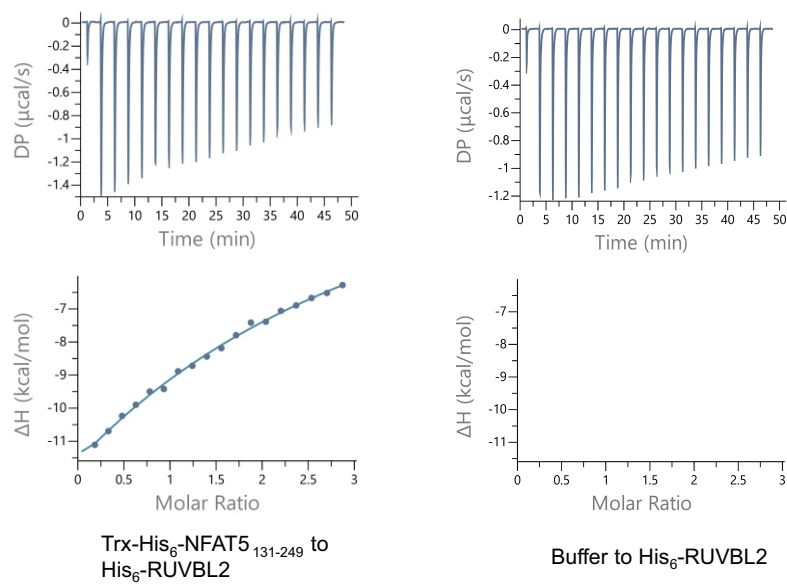 0
-0.2
-0.4
-0.6
-0.8
-1
-1.2
-1.4
DP (µcal/s)
0 5 10 15 20 25 30 35 40 45 50
Time (min)
0
-0.2
-0.4
-0.6
-0.8
-1
-1.2
DP (µcal/s)
0 5 10 15 20 25 30 35 40 45 50
Time (min)
-7
-8
-9
-10
-11
ΔH (kcal/mol)
0 0.5 1 1.5 2 2.5 3
Molar Ratio
-7
-8
-9
-10
-11
ΔH (kcal/mol)
0 0.5 1 1.5 2 2.5 3
Molar Ratio
Trx-His6-NFAT5 131-249 to
His6-RUVBL2
Buffer to His6-RUVBL2